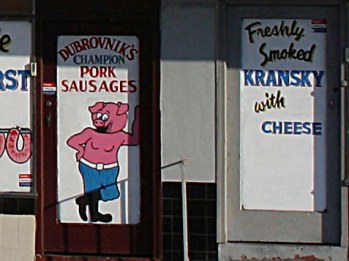 DUBROVNIK'S
CHAMPION
PORK
SAUSAGES
Freshly
Smoked
KRANSKY
with
CHEESE